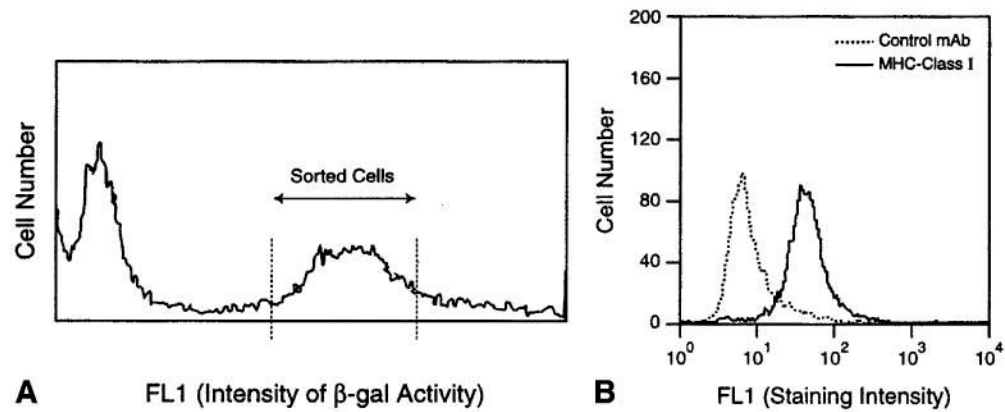 Cell Number
Sorted Cells
A
FL1 (Intensity of β-gal Activity)
Cell Number
200
160
120
80
40
0
Control mAb
MHC-Class I
10⁰
10¹
10²
10³
10⁴
B
FL1 (Staining Intensity)